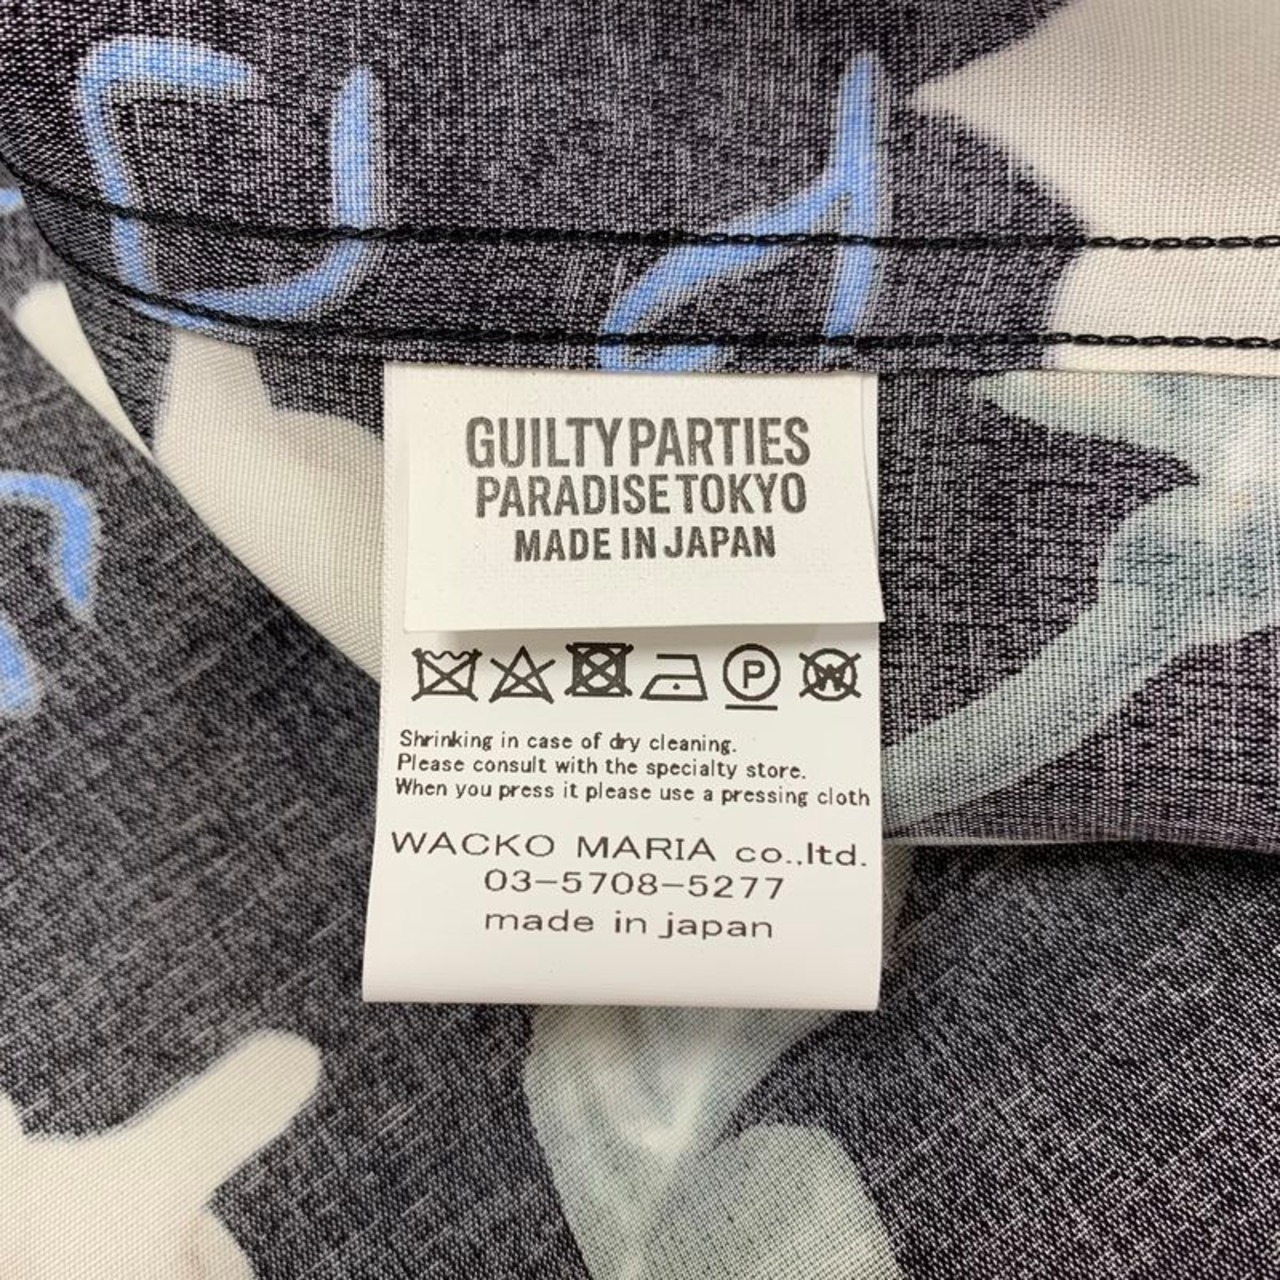 GUILTY PARTIES
PARADISE TOKYO
MADE IN JAPAN
P
W
Shrinking in case of dry cleaning.
Please consult with the specialty store.
When you press it please use a pressing cloth
WACKO MARIA co.,ltd.
03-5708-5277
made in japan